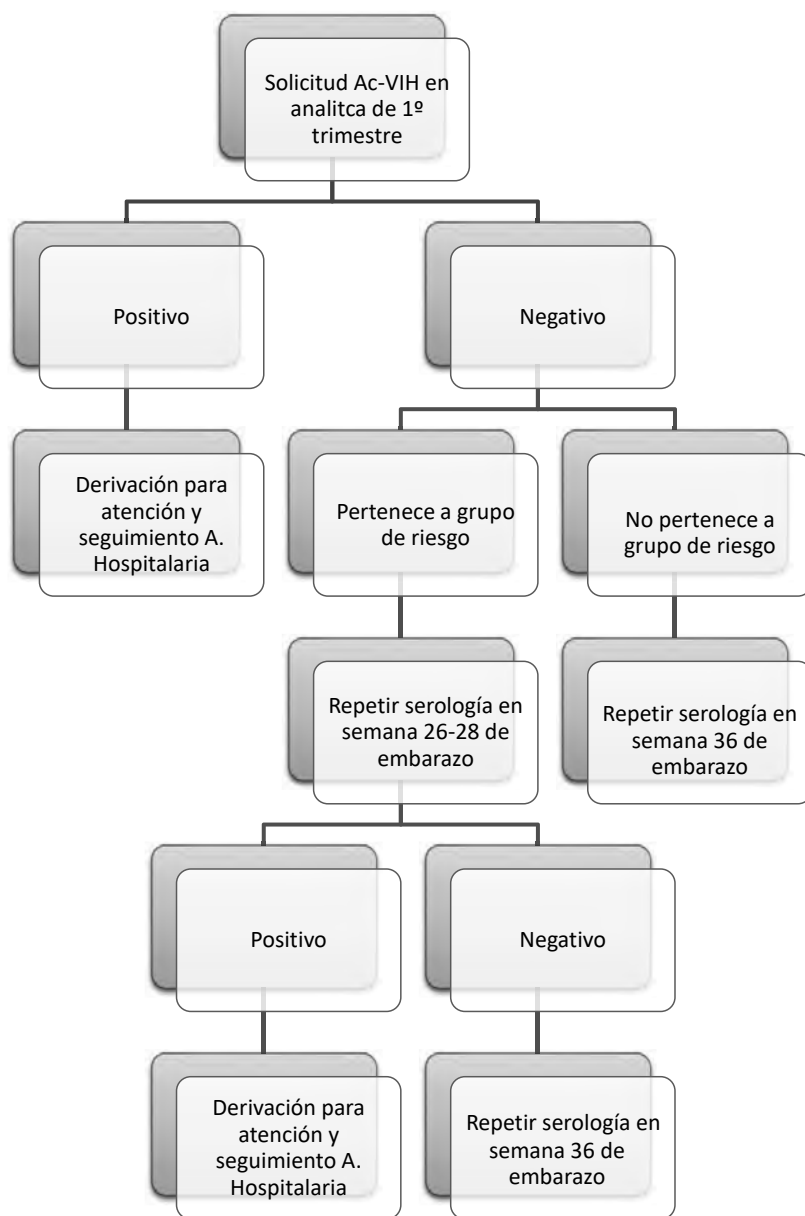 Solicitud Ac-VIH en
analitca de 1º
trimestre
Positivo
Negativo
Derivación para
atención y
seguimiento A.
Hospitalaria
Pertenece a grupo
de riesgo
No pertenece a
grupo de riesgo
Repetir serología en
semana 26-28 de
embarazo
Repetir serología en
semana 36 de
embarazo
Positivo
Negativo
Derivación para
atención y
seguimiento A.
Hospitalaria
Repetir serología en
semana 36 de
embarazo